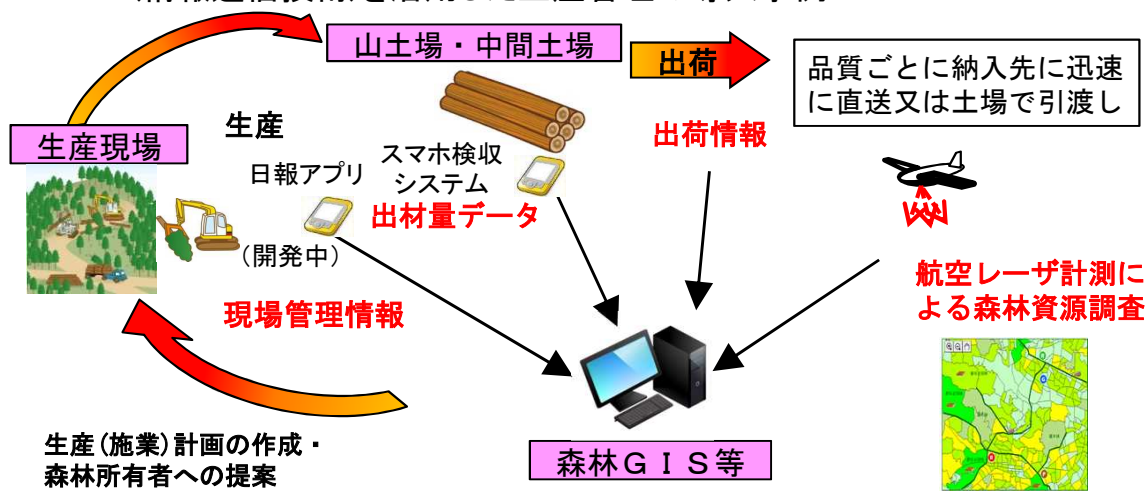 山土場・中間土場
出荷
品質ごとに納入先に迅速
に直送又は土場で引渡し
生産現場
生産
日報アプリ
（開発中）
スマホ検収
システム
出材量データ
出荷情報
現場管理情報
航空レーザ計測に
よる森林資源調査
生産（施業）計画の作成・
森林所有者への提案
森林ＧＩＳ等